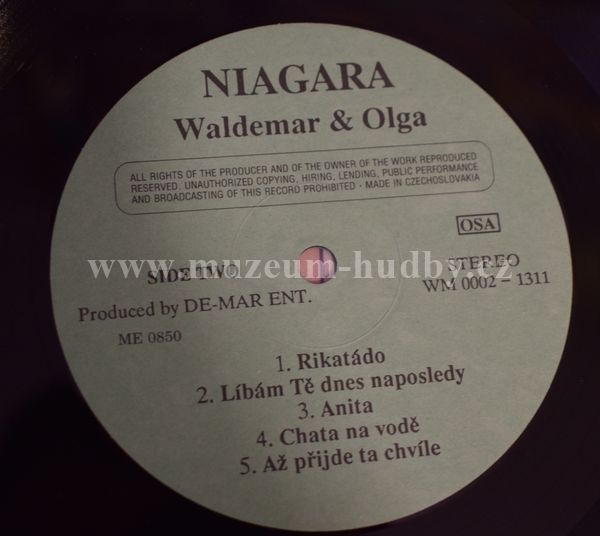 NIAGARA
Waldemar & Olga
ALL RIGHTS OF THE PRODUCER AND OF THE OWNER OF THE WORK REPRODUCED
RESERVED. UNAUTHORIZED COPYING, HIRING, LENDING, PUBLIC PERFORMANCE
AND BROADCASTING OF THIS RECORD PROHIBITED · MADE IN CZECHOSLOVAKIA
OSA
www.muzeum-hudby.cz
SIDE TWO
STEREO
Produced by DE-MAR ENT.
WM 0002 – 1311
ME 0850
1. Rikatádo
2. Líbám Tě dnes naposledy
3. Anita
4. Chata na vodě
5. Až přijde ta chvíle